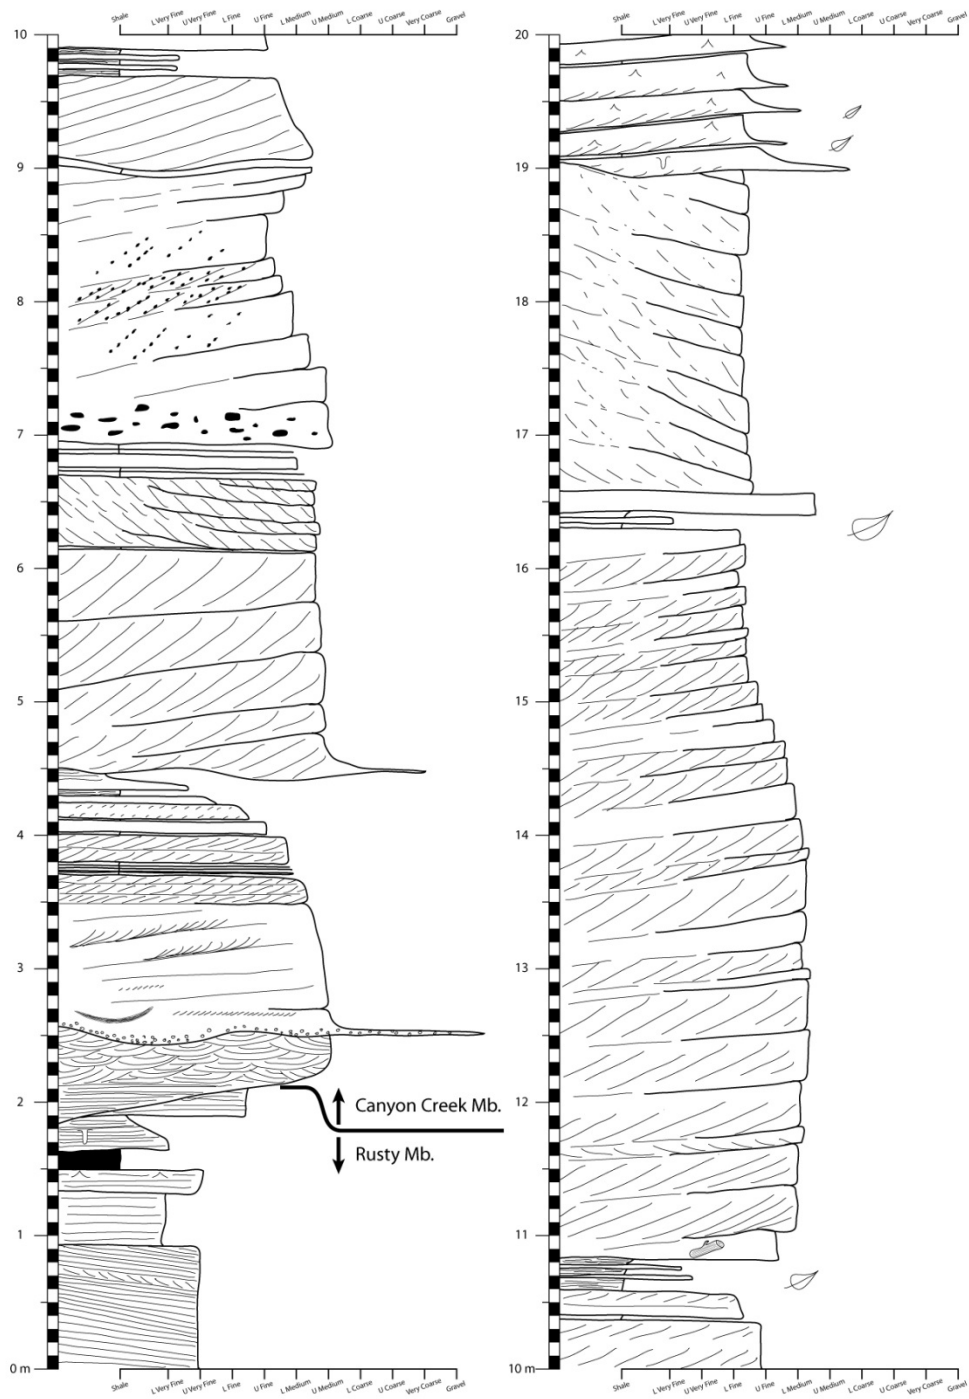 Shale L Very Fine U Very Fine L Fine U Fine L Medium U Medium L Coarse U Coarse Very Coarse Gravel
10
9
8
7
6
5
4
3
2
1
0 m
Shale L Very Fine U Very Fine L Fine U Fine L Medium U Medium L Coarse U Coarse Very Coarse Gravel
Canyon Creek Mb.
Rusty Mb.
Shale L Very Fine U Very Fine L Fine U Fine L Medium U Medium L Coarse U Coarse Very Coarse Gravel
20
19
18
17
16
15
14
13
12
11
10 m
Shale L Very Fine U Very Fine L Fine U Fine L Medium U Medium L Coarse U Coarse Very Coarse Gravel